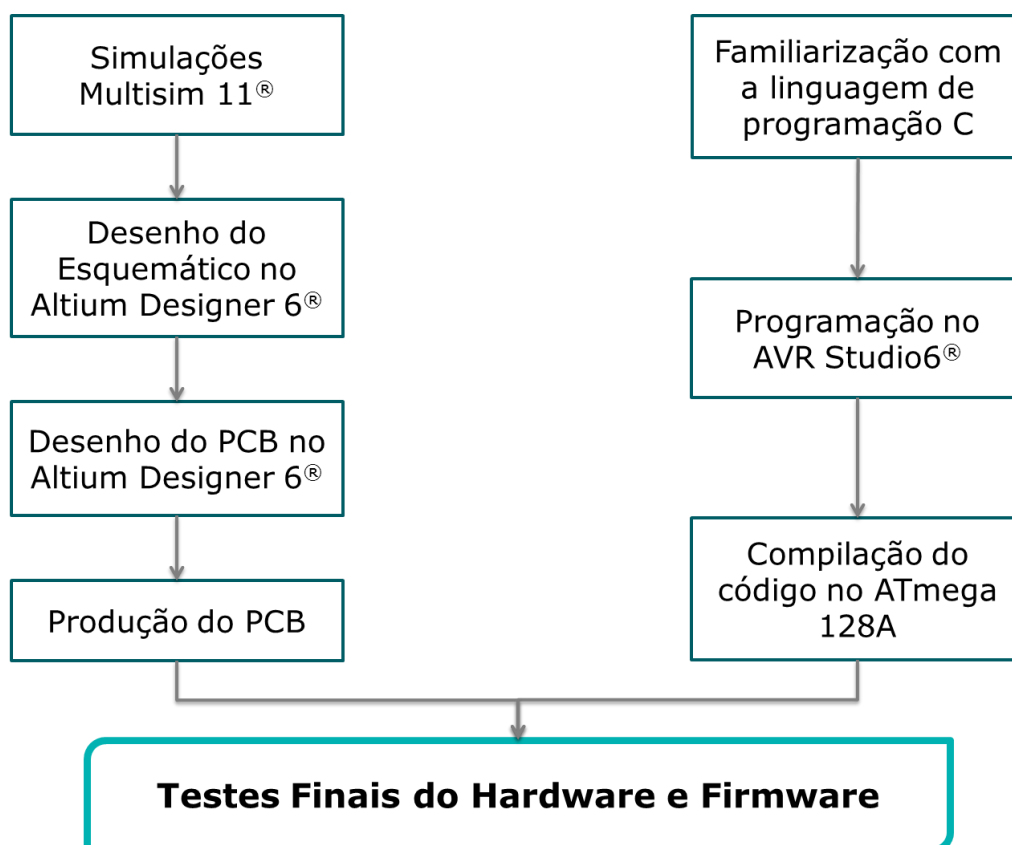 Simulações
Multisim 11®
Desenho do
Esquemático no
Altium Designer 6®
Desenho do PCB no
Altium Designer 6®
Produção do PCB
Familiarização com
a linguagem de
programação C
Programação no
AVR Studio6®
Compilação do
código no ATmega
128A
Testes Finais do Hardware e Firmware